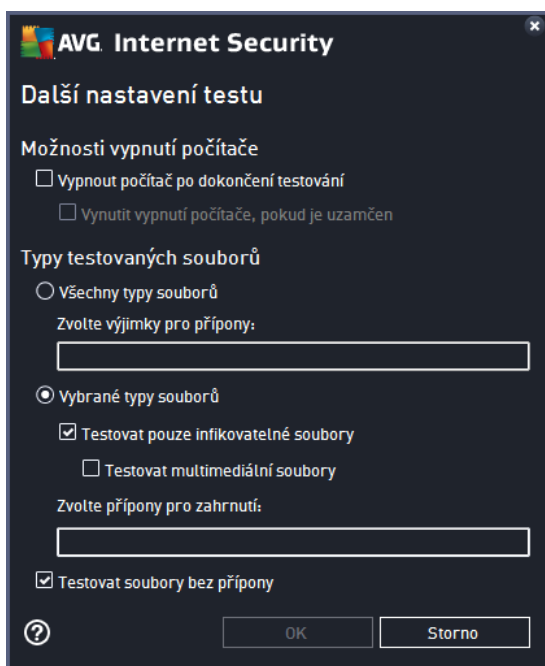 AVG Internet Security
Další nastavení testu
Možnosti vypnutí počítače
Vypnout počítač po dokončení testování
Vynutit vypnutí počítače, pokud je uzamčen
Typy testovaných souborů
Všechny typy souborů
Zvolte výjimky pro přípony:
Vybrané typy souborů
Testovat pouze infikovatelné soubory
Testovat multimediální soubory
Zvolte přípony pro zahrnutí:
Testovat soubory bez přípony
OK
Storno